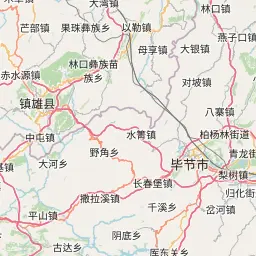 大湾镇
林口镇
芒部镇
果珠彝族乡
以勒镇
燕子口镇
母享镇
大银镇
林口彝族苗
族乡
赤水源镇
对坡镇
镇雄县
八寨镇
中屯镇
水箐镇
柏杨林街道
野角乡
大河乡
毕节市
青龙街
梨树镇
长春堡镇
撒拉溪镇
归化街
千溪乡
岔河镇
平山镇
阴底乡
古达乡
厍东关乡